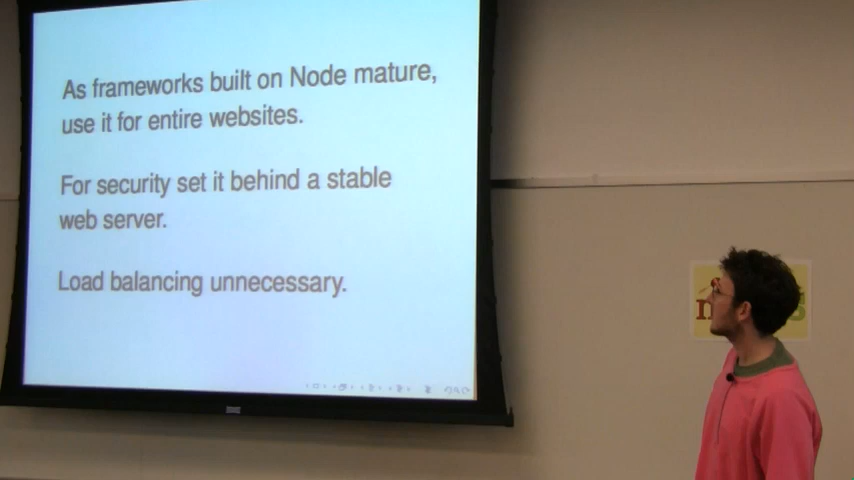 As frameworks built on Node mature,
use it for entire websites.
For security set it behind a stable
web server.
Load balancing unnecessary.